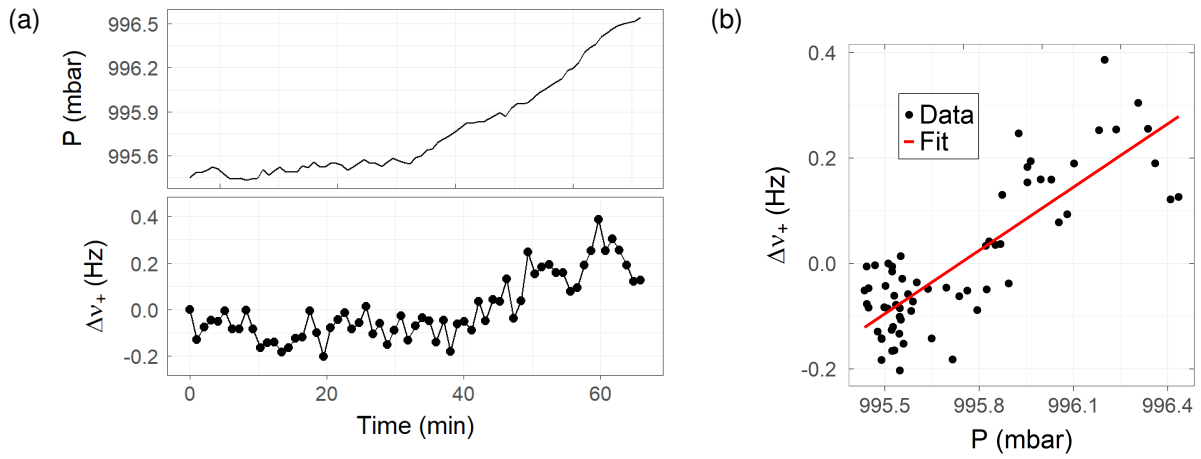 (a)
996.5
996.2
995.9
995.6
P (mbar)
0.4
0.2
0.0
-0.2
Δν₊ (Hz)
0
20
40
60
Time (min)
(b)
0.4
0.2
0.0
-0.2
Δν₊ (Hz)
Data
Fit
995.5
995.8
996.1
996.4
P (mbar)